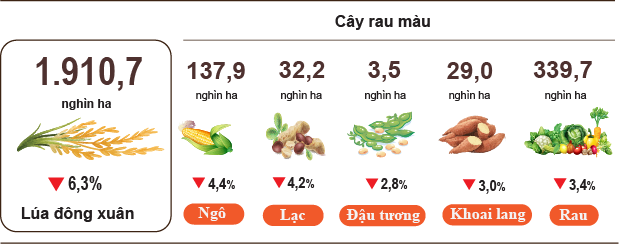 Cây rau màu
1.910,7
nghìn ha
6,3%
Lúa đông xuân
137,9
nghìn ha
4,4%
Ngô
32,2
nghìn ha
4,2%
Lạc
3,5
nghìn ha
2,8%
Đậu tương
29,0
nghìn ha
3,0%
Khoai lang
339,7
nghìn ha
3,4%
Rau